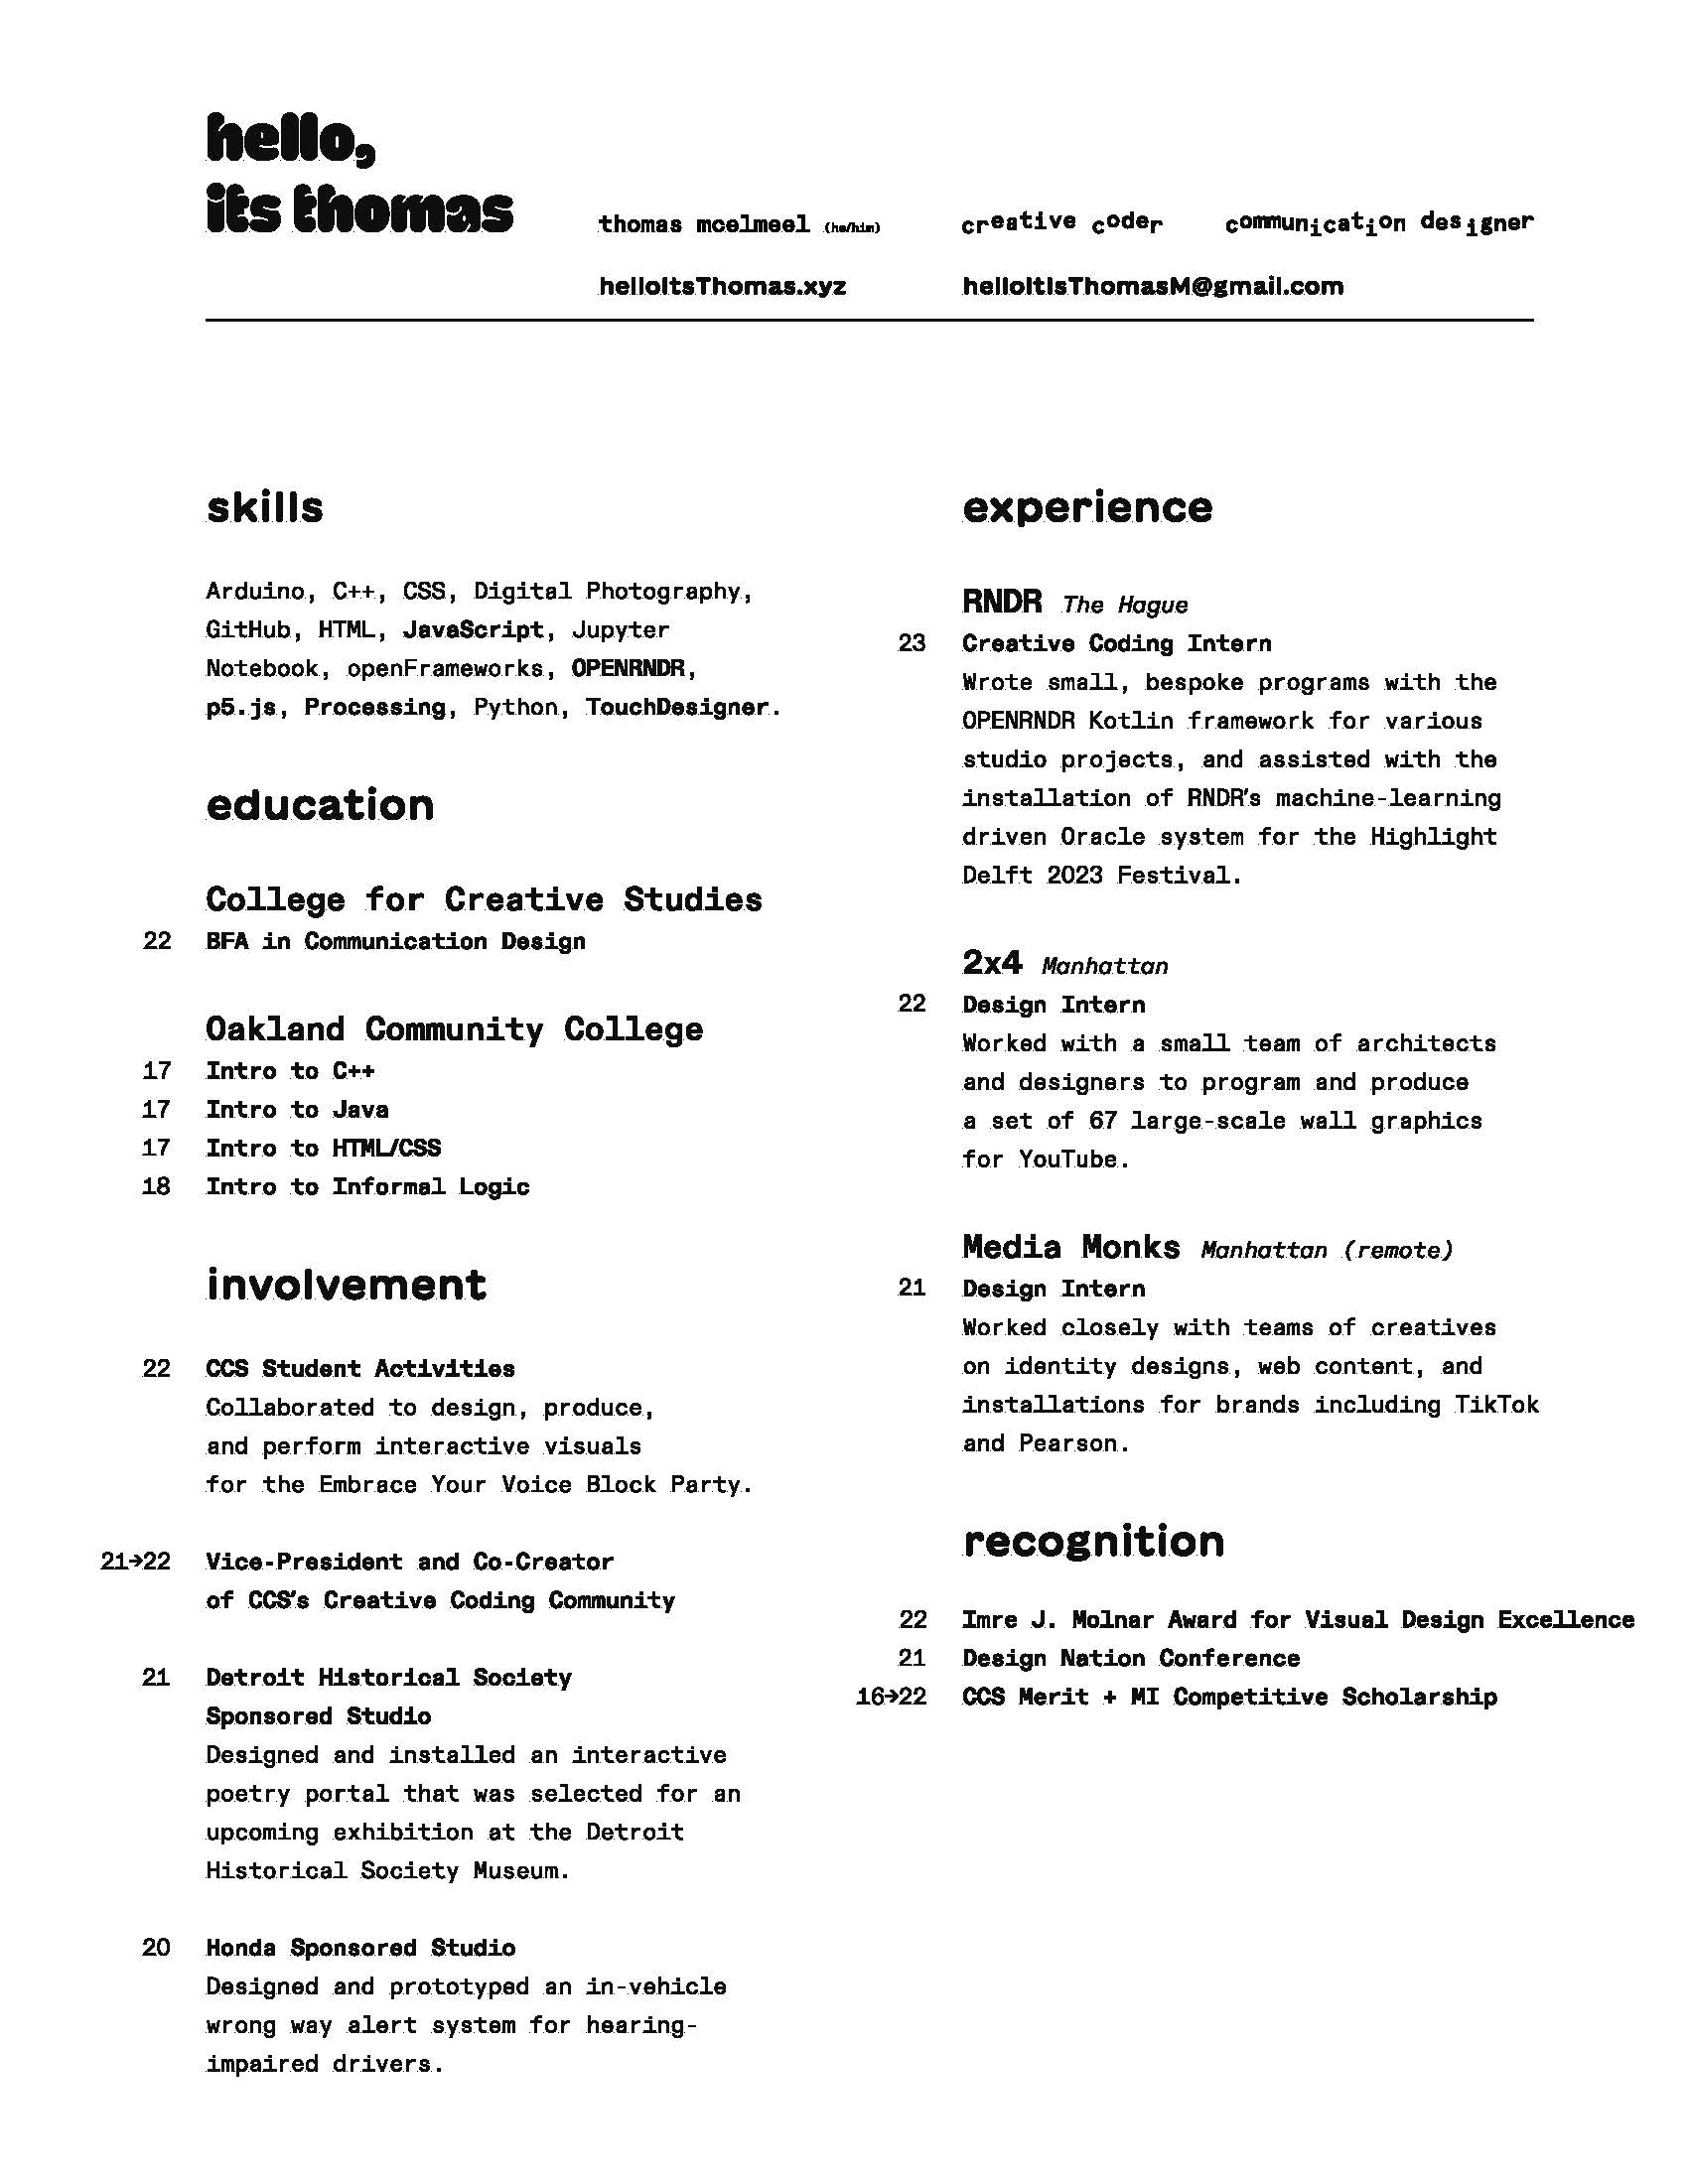 hello,
its thomas
thomas mcelmeel (he/him)
creative coder
communication designer
helloItsThomas.xyz
helloItIsThomasM@gmail.com
skills
Arduino, C++, CSS, Digital Photography,
GitHub, HTML, JavaScript, Jupyter
Notebook, openFrameworks, OPENRNDR,
p5.js, Processing, Python, TouchDesigner.
education
College for Creative Studies
22 BFA in Communication Design
Oakland Community College
17 Intro to C++
17 Intro to Java
17 Intro to HTML/CSS
18 Intro to Informal Logic
involvement
22 CCS Student Activities
Collaborated to design, produce,
and perform interactive visuals
for the Embrace Your Voice Block Party.
21→22 Vice-President and Co-Creator
of CCS's Creative Coding Community
21 Detroit Historical Society
Sponsored Studio
Designed and installed an interactive
poetry portal that was selected for an
upcoming exhibition at the Detroit
Historical Society Museum.
20 Honda Sponsored Studio
Designed and prototyped an in-vehicle
wrong way alert system for hearing-
impaired drivers.
experience
RNDR The Hague
23 Creative Coding Intern
Wrote small, bespoke programs with the
OPENRNDR Kotlin framework for various
studio projects, and assisted with the
installation of RNDR's machine-learning
driven Oracle system for the Highlight
Delft 2023 Festival.
2x4 Manhattan
22 Design Intern
Worked with a small team of architects
and designers to program and produce
a set of 67 large-scale wall graphics
for YouTube.
Media Monks Manhattan (remote)
21 Design Intern
Worked closely with teams of creatives
on identity designs, web content, and
installations for brands including TikTok
and Pearson.
recognition
22 Imre J. Molnar Award for Visual Design Excellence
21 Design Nation Conference
16→22 CCS Merit + MI Competitive Scholarship